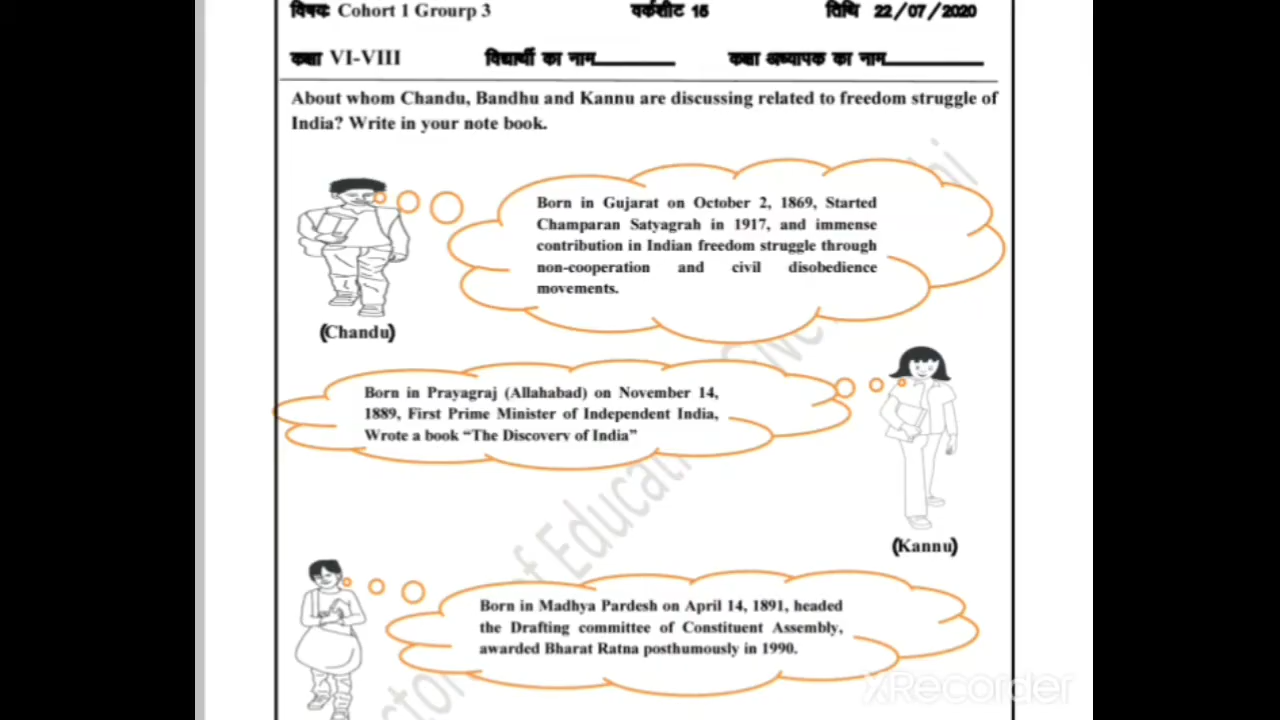 विषयः Cohort 1 Grourp 3 वर्कशीट 15 तिथि 22/07/2020
कक्षा VI-VIII विद्यार्थी का नाम_________ कक्षा अध्यापक का नाम___________
About whom Chandu, Bandhu and Kannu are discussing related to freedom struggle of
India? Write in your note book.
Born in Gujarat on October 2, 1869, Started
Champaran Satyagrah in 1917, and immense
contribution in Indian freedom struggle through
non-cooperation and civil disobedience
movements.
(Chandu)
Born in Prayagraj (Allahabad) on November 14,
1889, First Prime Minister of Independent India,
Wrote a book “The Discovery of India”
(Kannu)
Born in Madhya Pardesh on April 14, 1891, headed
the Drafting committee of Constituent Assembly,
awarded Bharat Ratna posthumously in 1990.
XRecorder